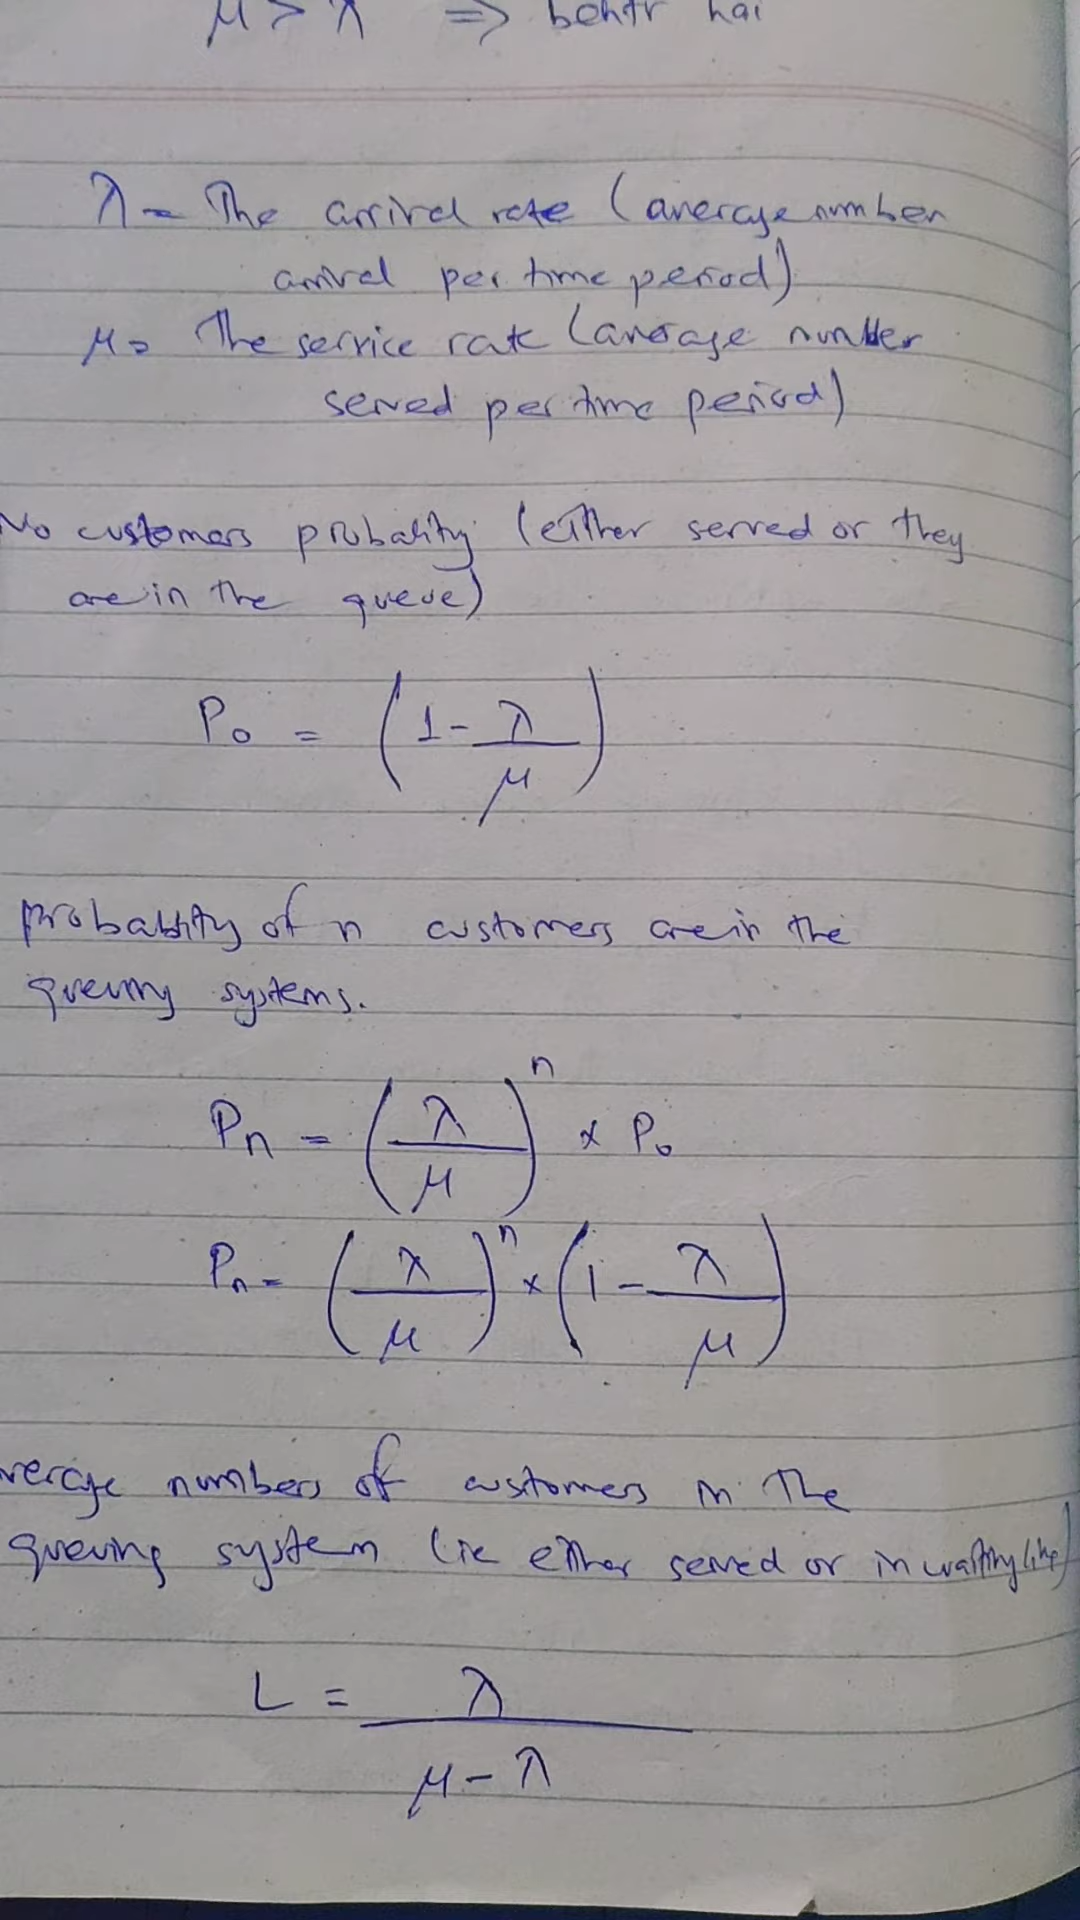 μ > λ ⇒ behtr hai
λ = The arrival rate (average number
arrival per time period)
μ = The service rate (average number
served per time period)
No customers probality (either served or they
are in the queue)
P₀ = (1 - λ/μ)
probability of n customers are in the
queuing systems.
Pₙ = (λ/μ)ⁿ × P₀
Pₙ = (λ/μ)ⁿ × (1 - λ/μ)
verage numbers of customers in the
queuing system (ie either served or in waiting line)
L = λ/(μ - λ)